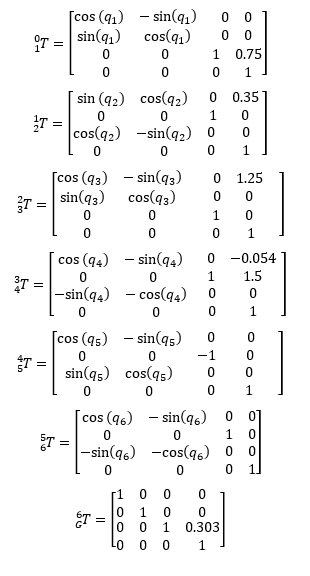 cos (q₁) − sin(q₁) 0 0
sin(q₁) cos(q₁) 0 0
⁰₁T = 0 0 1 0.75
0 0 0 1
sin (q₂) cos(q₂) 0 0.35
¹₂T = 0 0 1 0
cos(q₂) −sin(q₂) 0 0
0 0 0 1
cos (q₃) − sin(q₃) 0 1.25
²₃T = sin(q₃) cos(q₃) 0 0
0 0 1 0
0 0 0 1
cos (q₄) − sin(q₄) 0 −0.054
³₄T = 0 0 1 1.5
−sin(q₄) − cos(q₄) 0 0
0 0 0 1
cos (q₅) − sin(q₅) 0 0
⁴₅T = 0 0 −1 0
sin(q₅) cos(q₅) 0 0
0 0 0 1
cos (q₆) − sin(q₆) 0 0
⁵₆T = 0 0 1 0
−sin(q₆) −cos(q₆) 0 0
0 0 0 1
1 0 0 0
⁶GT = 0 1 0 0
0 0 1 0.303
0 0 0 1